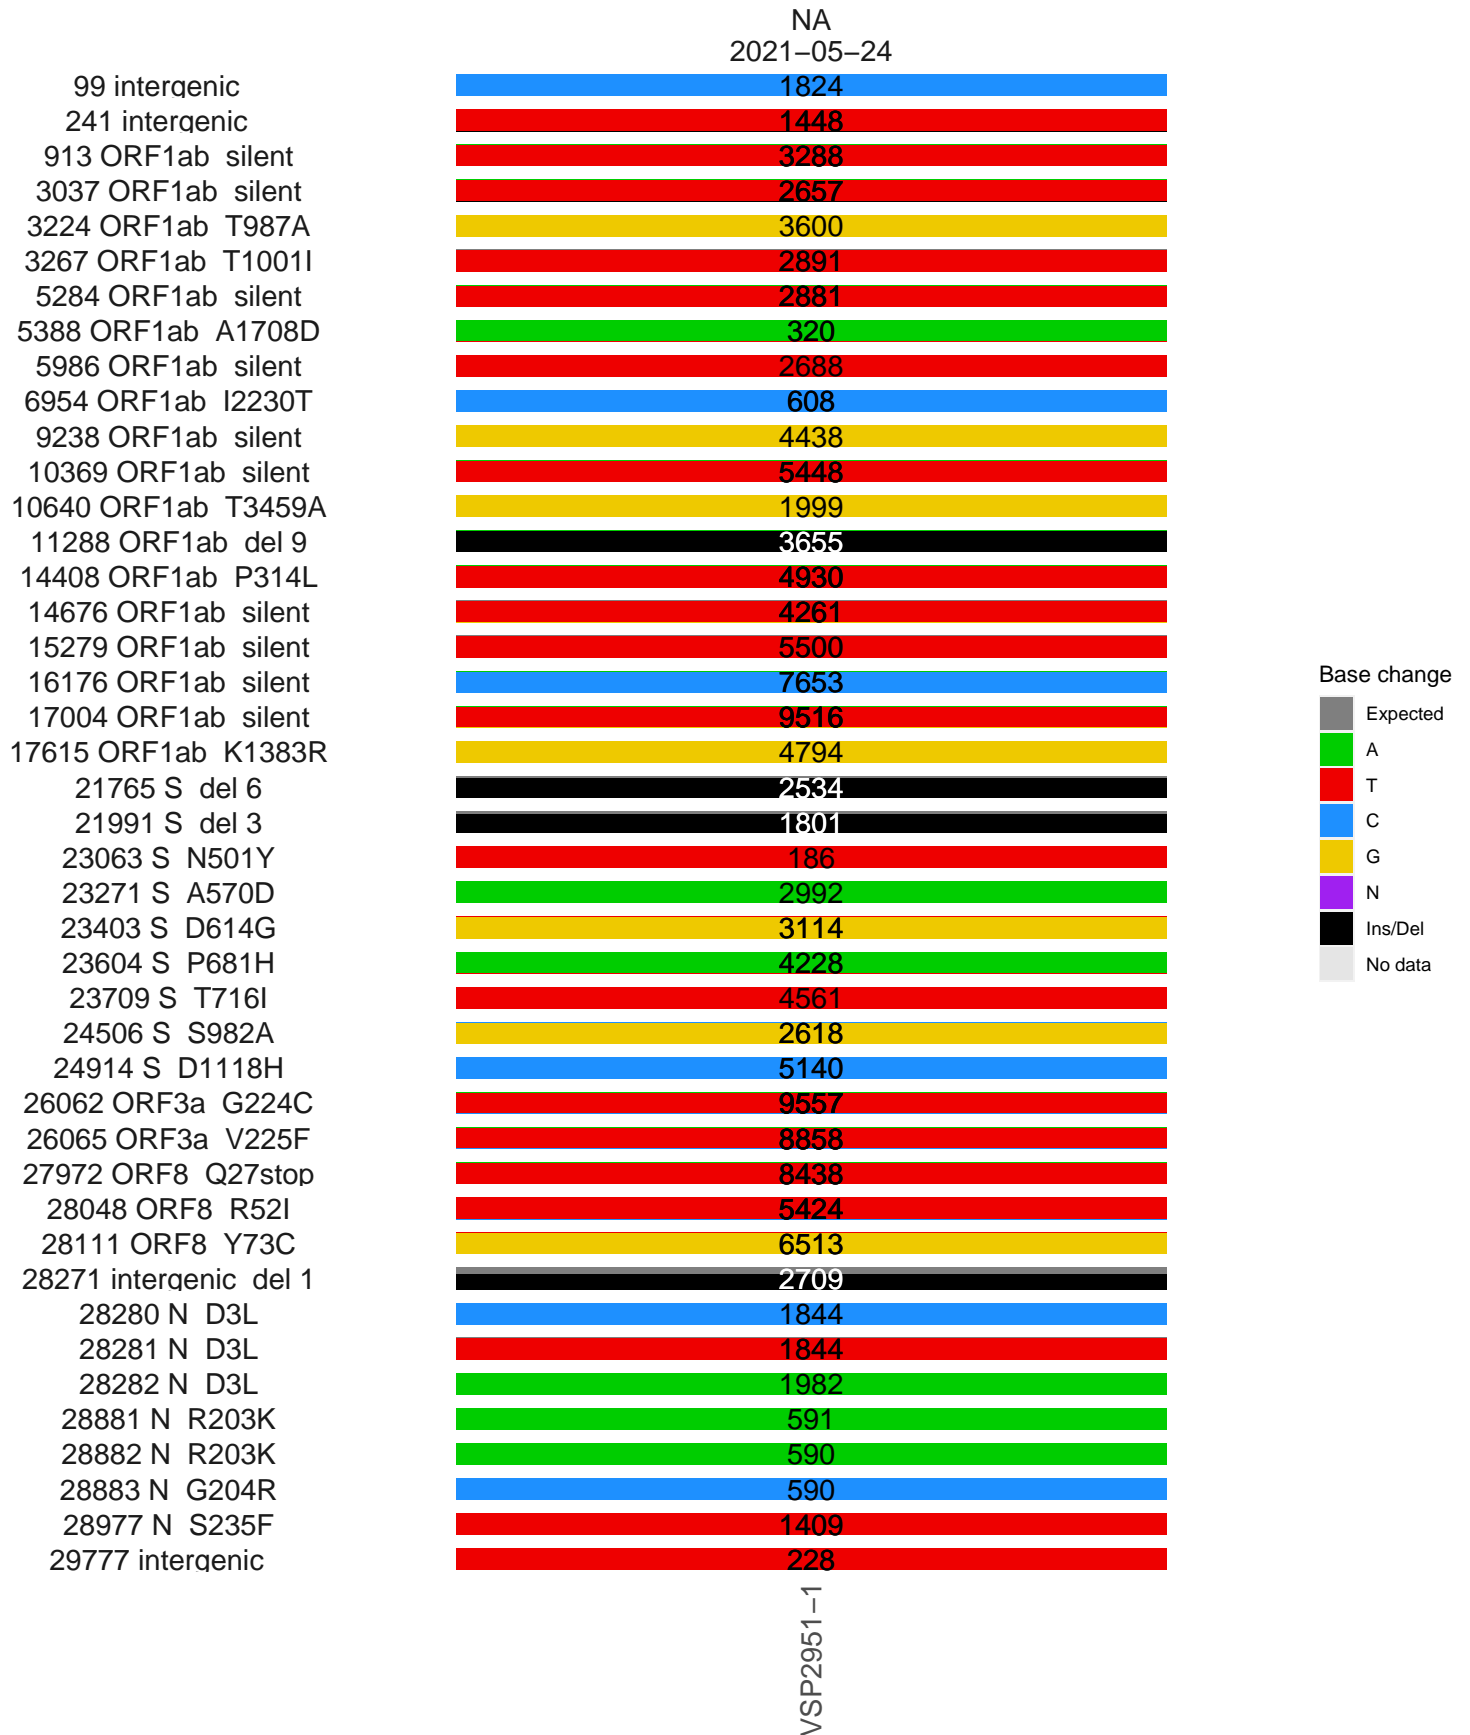 NA
2021−05−24
99 intergenic 1824
241 intergenic 1448
913 ORF1ab silent 3288
3037 ORF1ab silent 2657
3224 ORF1ab T987A 3600
3267 ORF1ab T1001I 2891
5284 ORF1ab silent 2881
5388 ORF1ab A1708D 320
5986 ORF1ab silent 2688
6954 ORF1ab I2230T 608
9238 ORF1ab silent 4438
10369 ORF1ab silent 5448
10640 ORF1ab T3459A 1999
11288 ORF1ab del 9 3655
14408 ORF1ab P314L 4930
14676 ORF1ab silent 4261
15279 ORF1ab silent 5500
16176 ORF1ab silent 7653
17004 ORF1ab silent 9516
17615 ORF1ab K1383R 4794
21765 S del 6 2534
21991 S del 3 1801
23063 S N501Y 186
23271 S A570D 2992
23403 S D614G 3114
23604 S P681H 4228
23709 S T716I 4561
24506 S S982A 2618
24914 S D1118H 5140
26062 ORF3a G224C 9557
26065 ORF3a V225F 8858
27972 ORF8 Q27stop 8438
28048 ORF8 R52I 5424
28111 ORF8 Y73C 6513
28271 intergenic del 1 2709
28280 N D3L 1844
28281 N D3L 1844
28282 N D3L 1982
28881 N R203K 591
28882 N R203K 590
28883 N G204R 590
28977 N S235F 1409
29777 intergenic 228
VSP2951−1
Base change
Expected
A
T
C
G
N
Ins/Del
No data